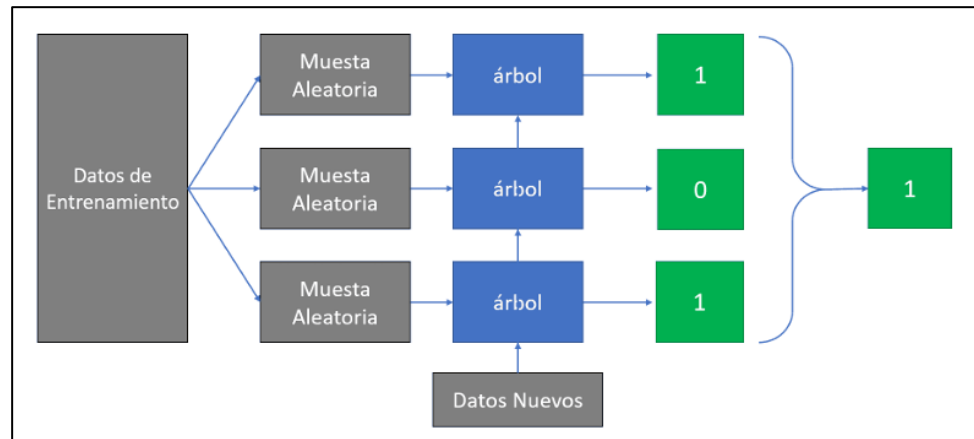 Datos de
Entrenamiento
Muesta
Aleatoria
árbol
1
Muesta
Aleatoria
árbol
0
1
Muesta
Aleatoria
árbol
1
Datos Nuevos